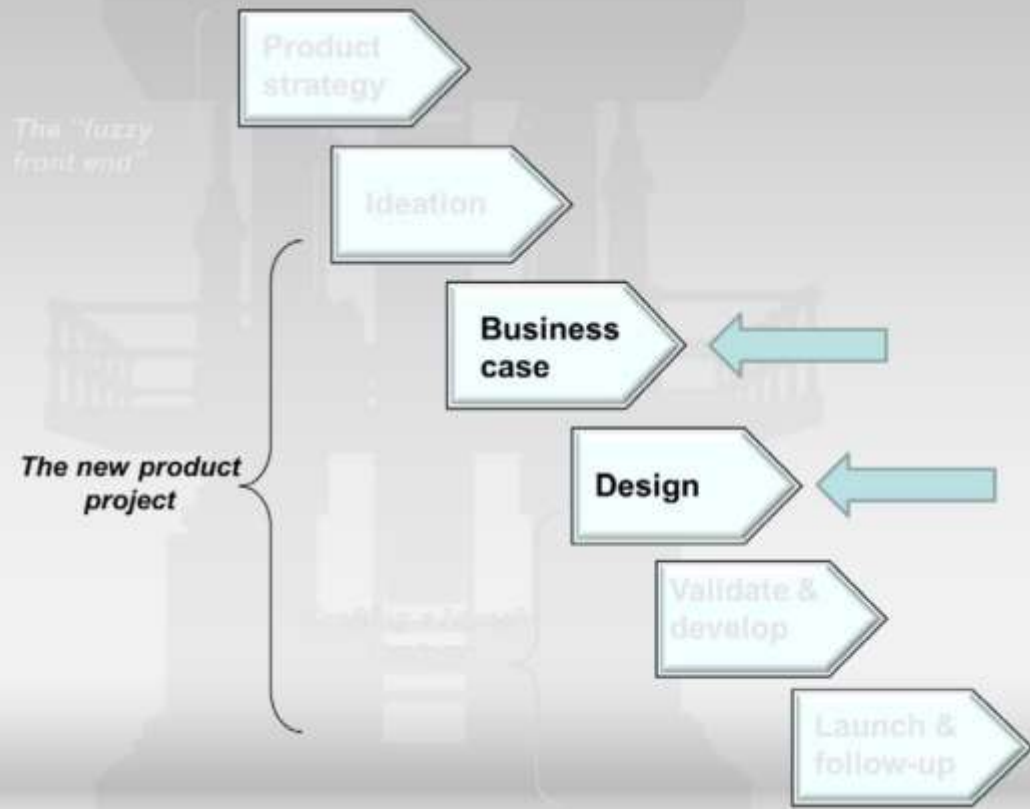 Product
strategy
The "fuzzy
front end"
Ideation
Business
case
The new product
project
Design
Validate &
develop
Launch &
follow-up